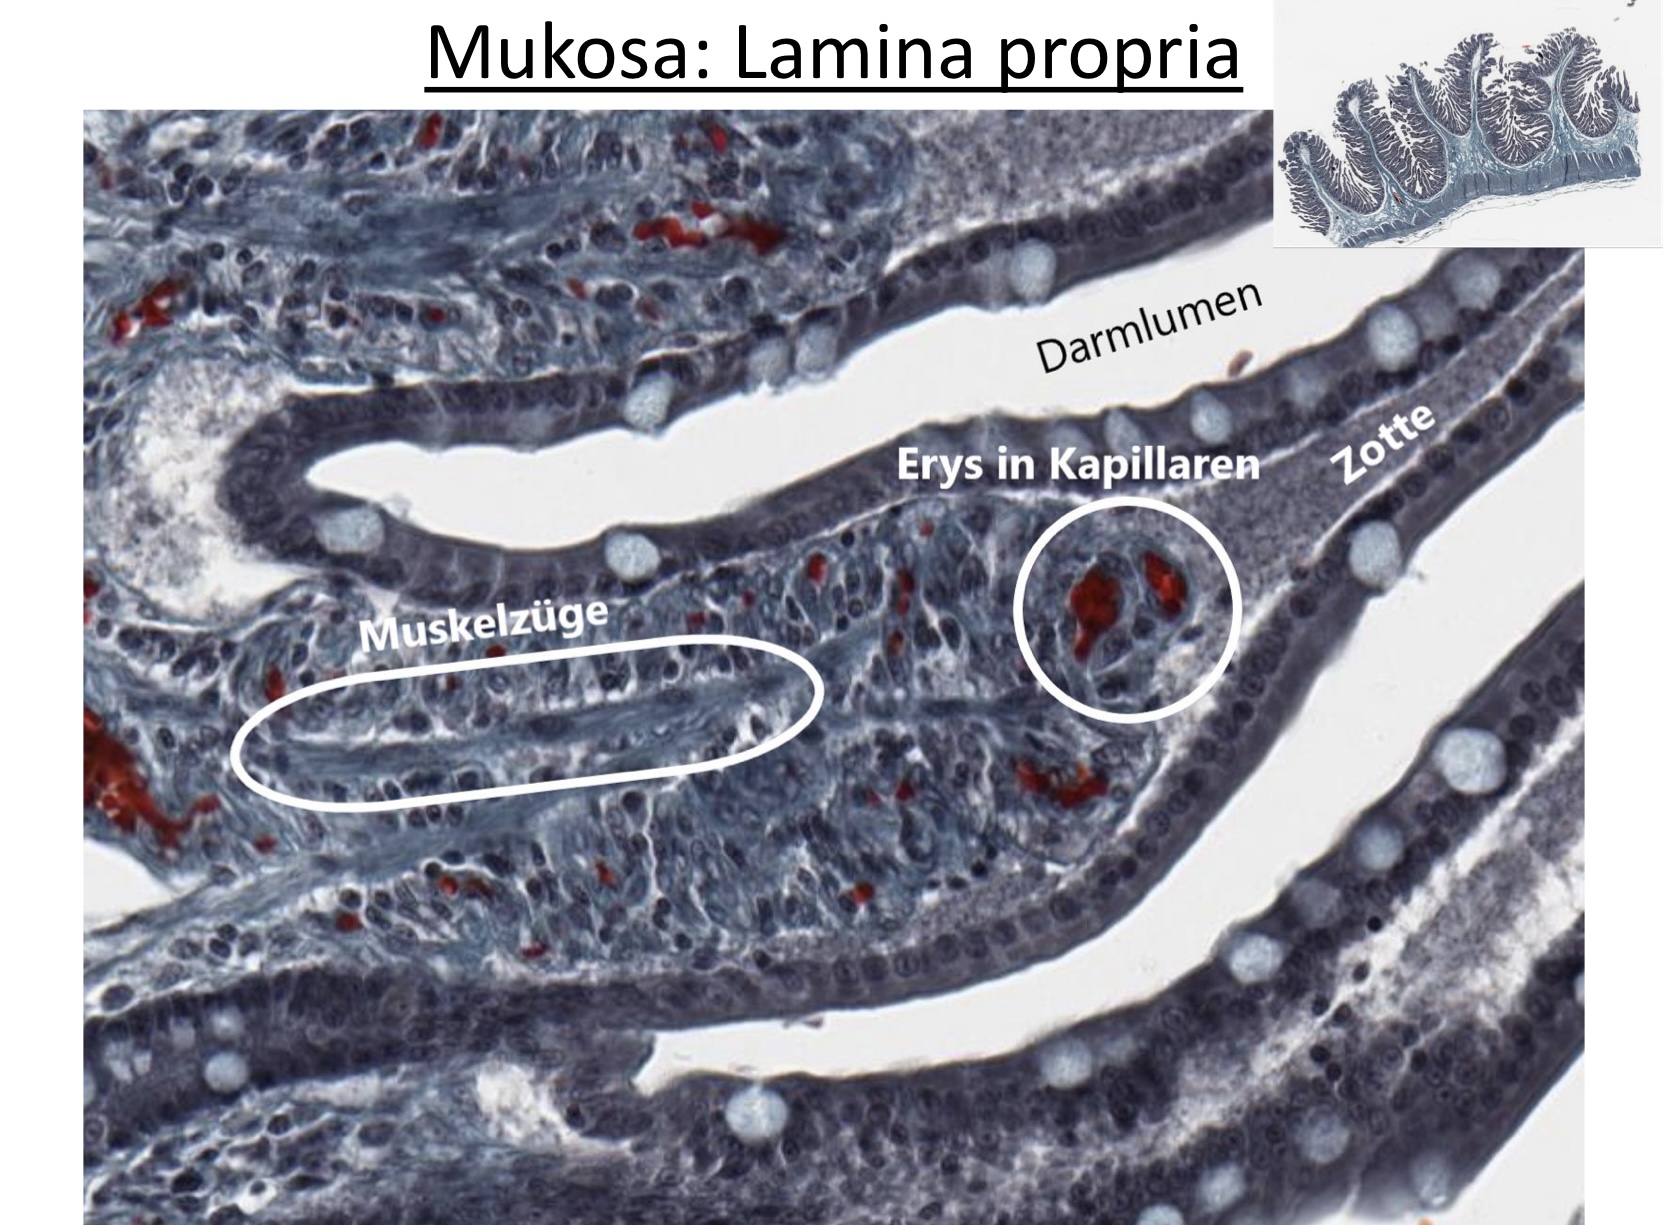 Mukosa: Lamina propria
Darmlumen
Erys in Kapillaren
Zotte
Muskelzüge